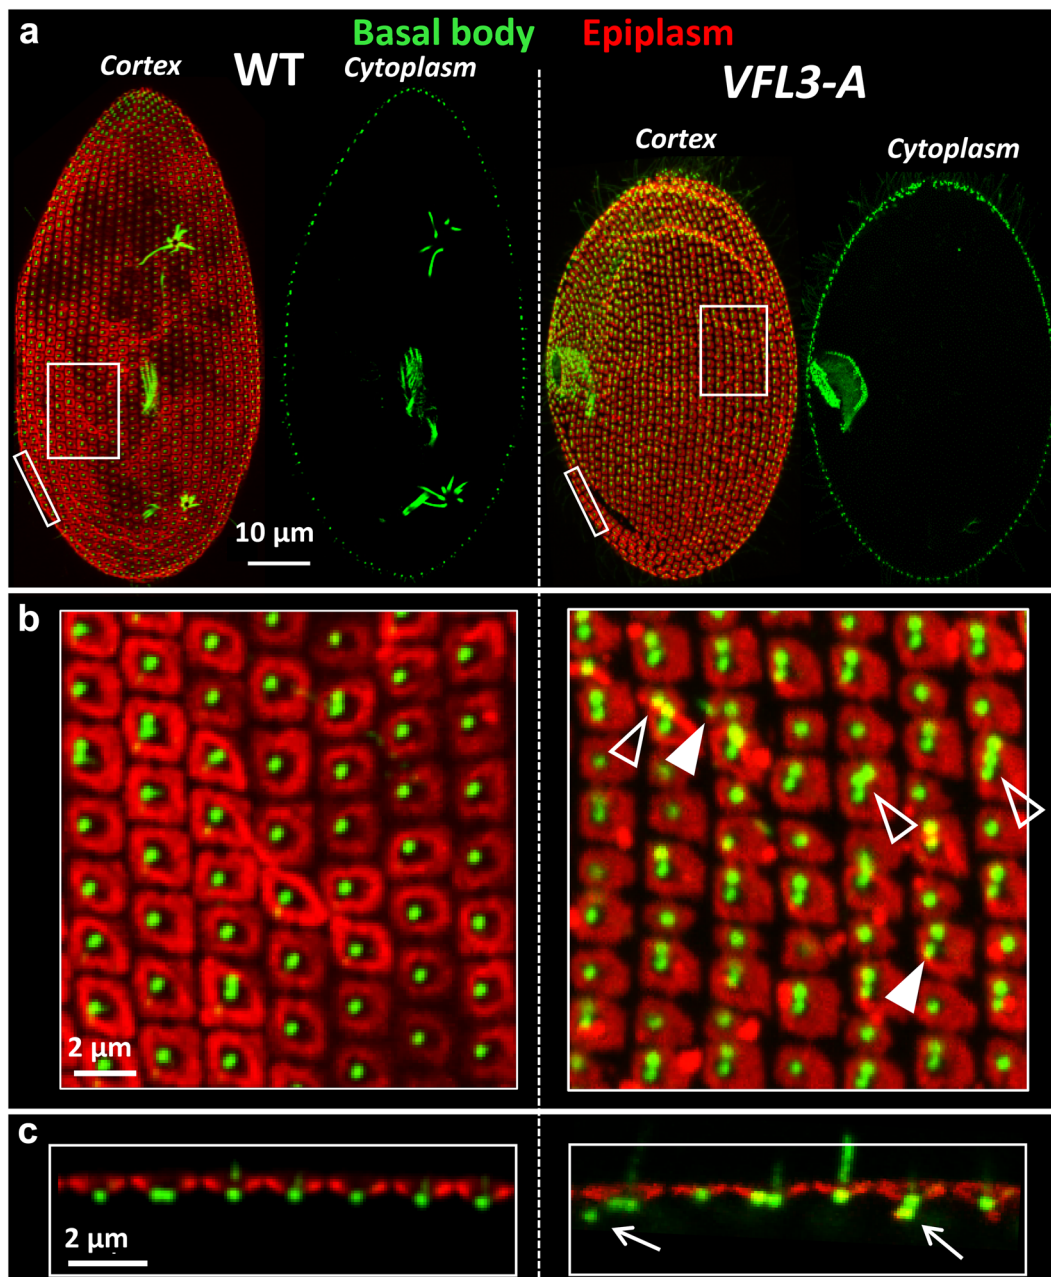 a
Basal body Epiplasm
Cortex WT Cytoplasm
VFL3-A
Cortex
Cytoplasm
10 µm
b
2 µm
c
2 µm